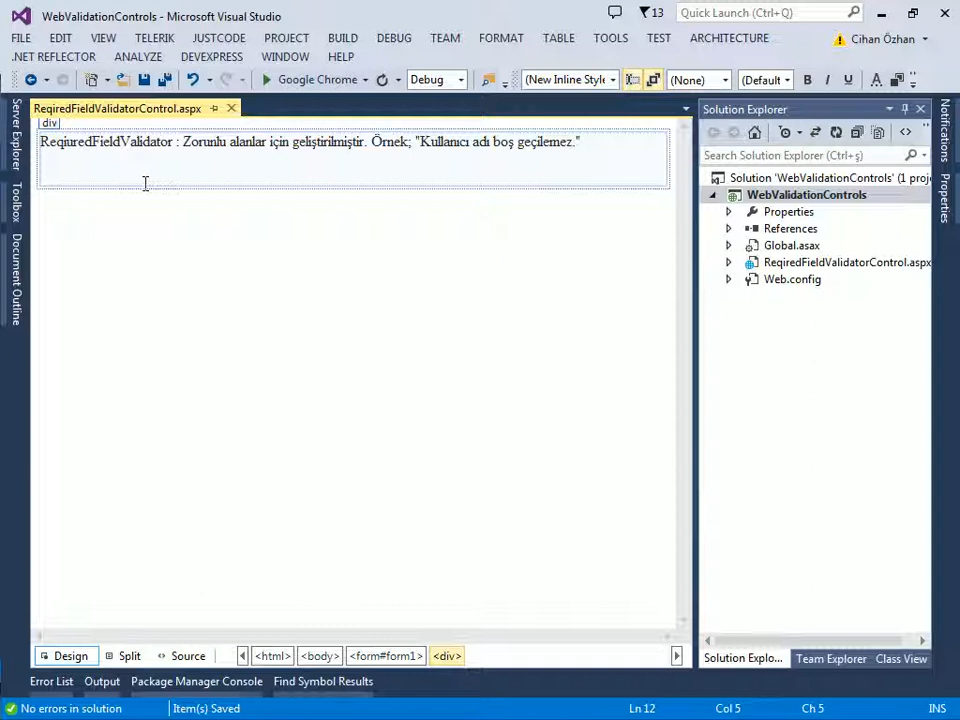 WebValidationControls - Microsoft Visual Studio
13
Quick Launch (Ctrl+Q)
FILE EDIT VIEW TELERIK JUSTCODE PROJECT BUILD DEBUG TEAM FORMAT TABLE TOOLS TEST ARCHITECTURE
Cihan Özhan
.NET REFLECTOR ANALYZE DEVEXPRESS WINDOW HELP
Google Chrome
Debug
(New Inline Style
(None)
(Default
B I U A
Server Explorer
Toolbox
Document Outline
ReqiredFieldValidatorControl.aspx
div
ReqiuredFieldValidator : Zorunlu alanlar için geliştirilmiştir. Örnek; "Kullanıcı adı boş geçilemez."
Solution Explorer
Search Solution Explorer (Ctrl+ş)
Solution 'WebValidationControls' (1 proj
WebValidationControls
Properties
References
Global.asax
ReqiredFieldValidatorControl.aspx
Web.config
Notifications
Properties
Design Split Source
<html> <body> <form#form1> <div>
Solution Explo... Team Explorer Class View
Error List Output Package Manager Console Find Symbol Results
No errors in solution Item(s) Saved Ln 12 Col 5 Ch 5 INS